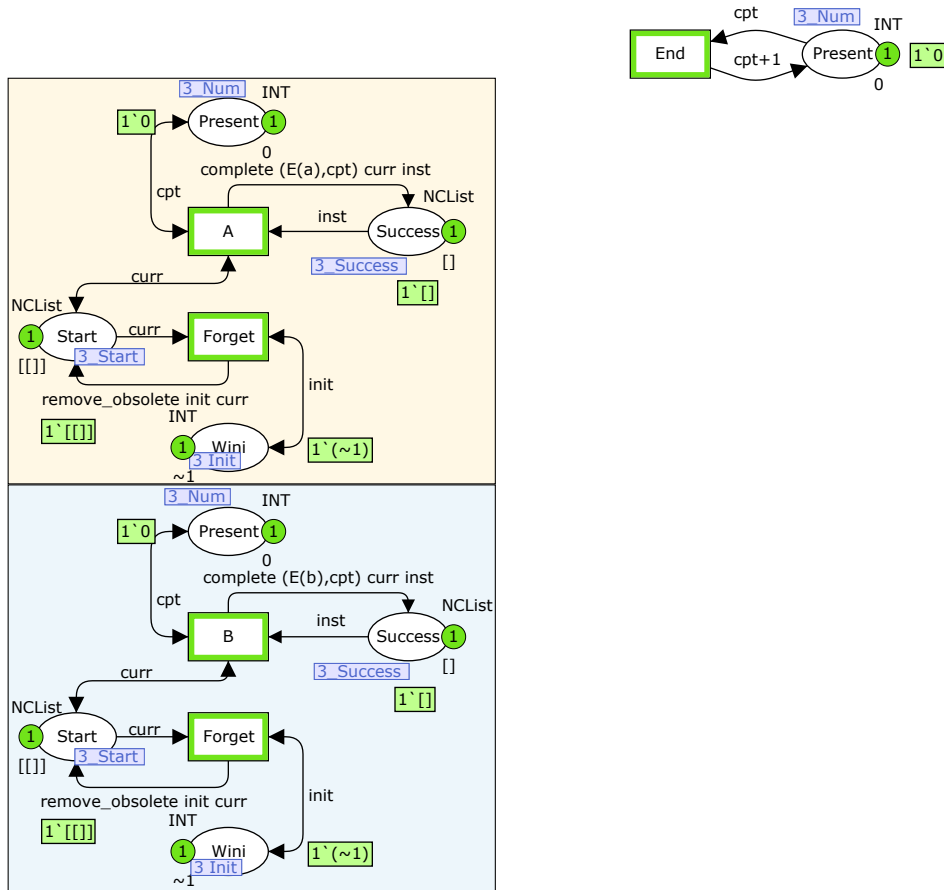 cpt
3_Num
INT
End
Present
1
1`0
cpt+1
0
3_Num
INT
1`0
Present
1
0
complete (E(a),cpt) curr inst
cpt
NCList
inst
A
Success
1
[]
3_Success
curr
1`[]
NCList
1
Start
curr
Forget
3_Start
[[]]
init
remove_obsolete init curr
INT
1`[[]]
1
Wini
1`(~1)
3 Init
~1
3_Num
INT
1`0
Present
1
0
complete (E(b),cpt) curr inst
cpt
NCList
inst
B
Success
1
[]
3_Success
curr
1`[]
NCList
1
Start
curr
Forget
3_Start
[[]]
init
remove_obsolete init curr
INT
1`[[]]
1
Wini
1`(~1)
3 Init
~1